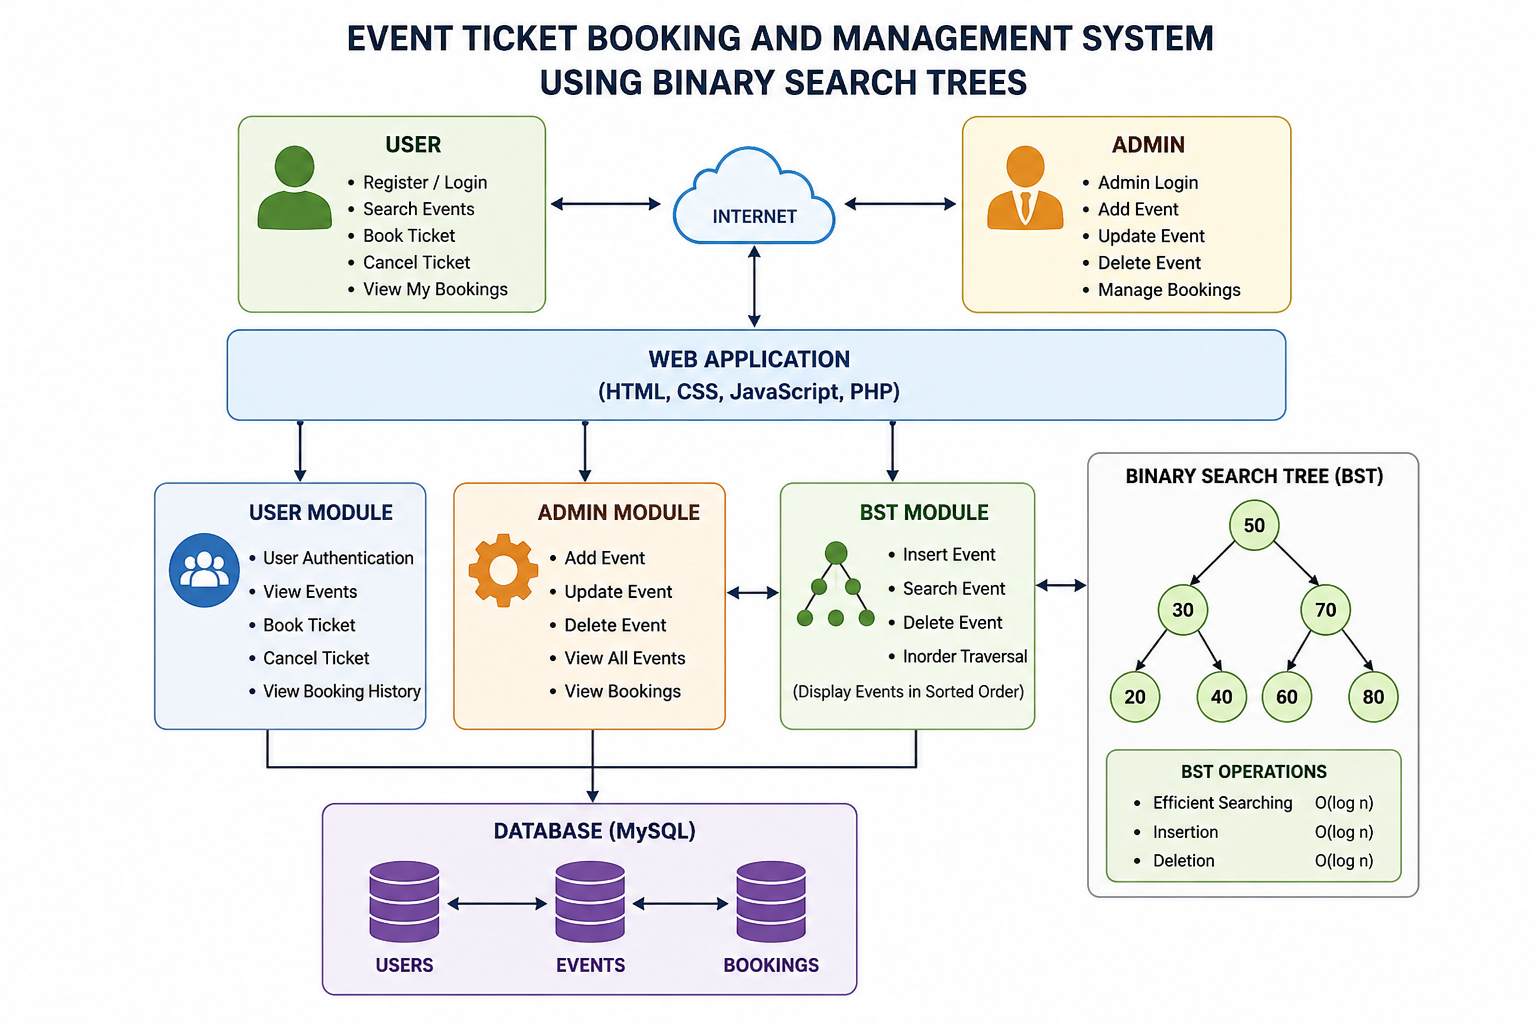 EVENT TICKET BOOKING AND MANAGEMENT SYSTEM
USING BINARY SEARCH TREES
USER
• Register / Login
• Search Events
• Book Ticket
• Cancel Ticket
• View My Bookings
INTERNET
ADMIN
• Admin Login
• Add Event
• Update Event
• Delete Event
• Manage Bookings
WEB APPLICATION
(HTML, CSS, JavaScript, PHP)
USER MODULE
• User Authentication
• View Events
• Book Ticket
• Cancel Ticket
• View Booking History
ADMIN MODULE
• Add Event
• Update Event
• Delete Event
• View All Events
• View Bookings
BST MODULE
• Insert Event
• Search Event
• Delete Event
• Inorder Traversal
(Display Events in Sorted Order)
BINARY SEARCH TREE (BST)
50
30 70
20 40 60 80
BST OPERATIONS
• Efficient Searching O(log n)
• Insertion O(log n)
• Deletion O(log n)
DATABASE (MySQL)
USERS EVENTS BOOKINGS